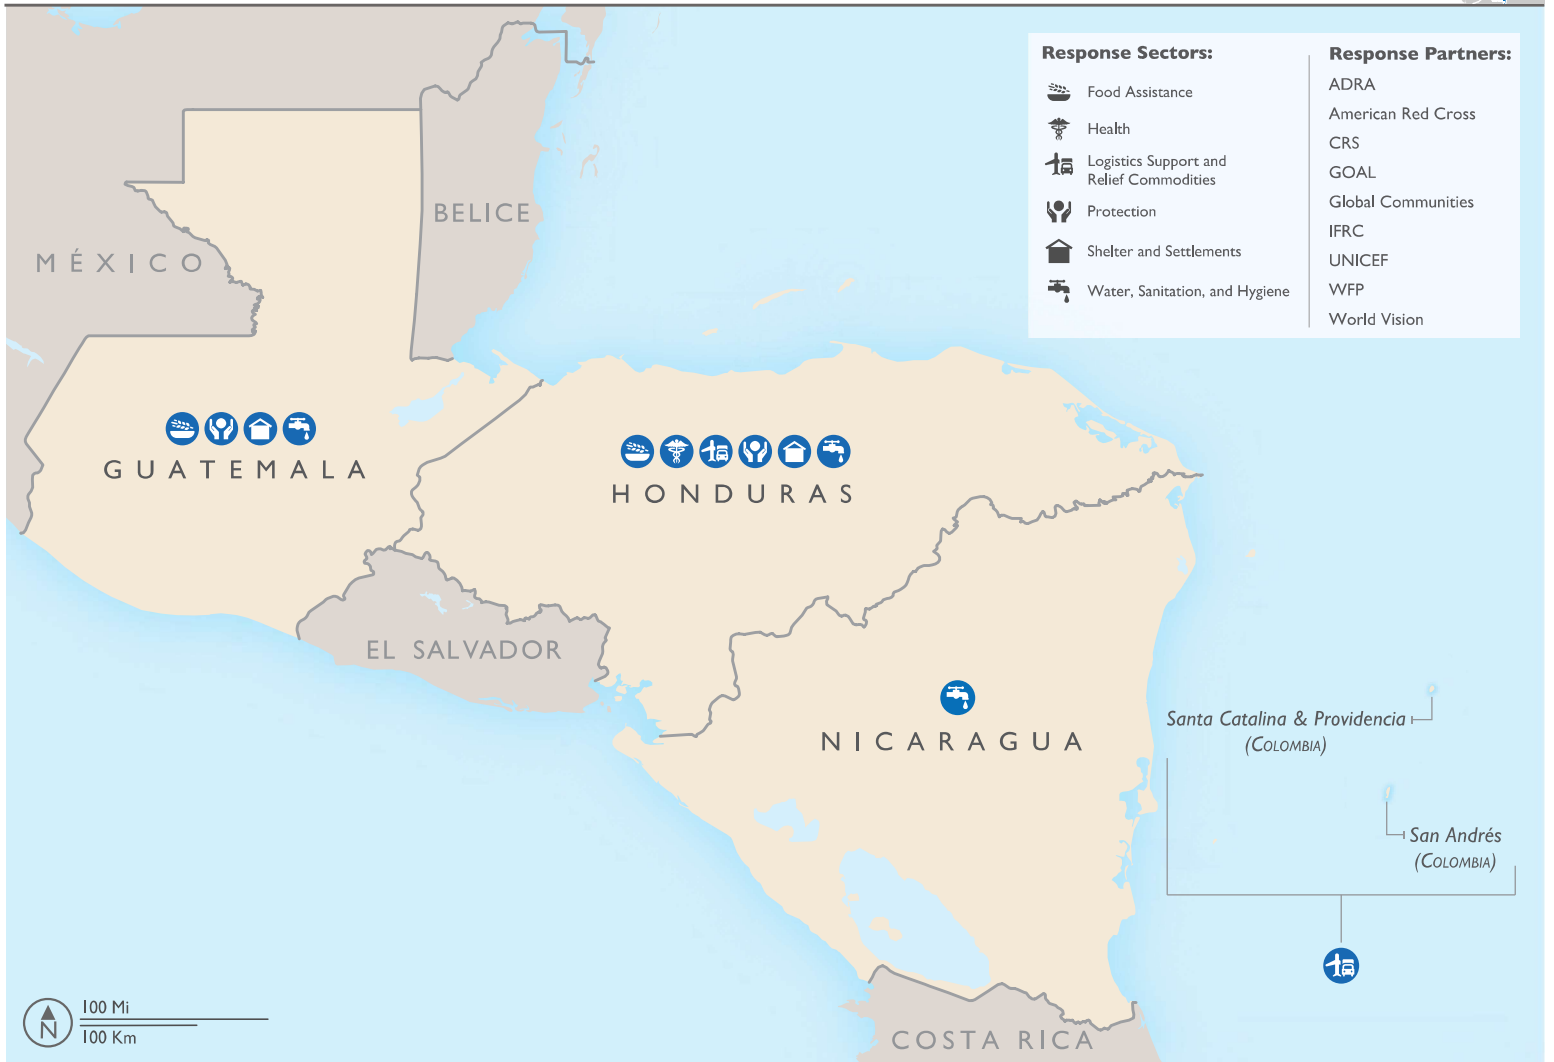 Response Sectors:
Food Assistance
Health
Logistics Support and
Relief Commodities
Protection
Shelter and Settlements
Water, Sanitation, and Hygiene
Response Partners:
ADRA
American Red Cross
CRS
GOAL
Global Communities
IFRC
UNICEF
WFP
World Vision
BELICE
MÉXICO
GUATEMALA
HONDURAS
EL SALVADOR
NICARAGUA
Santa Catalina & Providencia
(COLOMBIA)
San Andrés
(COLOMBIA)
COSTA RICA
N
100 Mi
100 Km